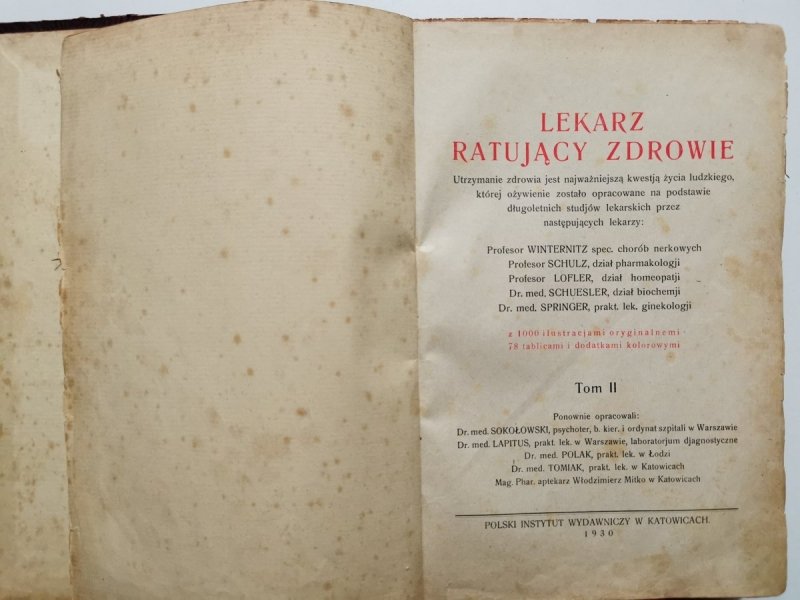 LEKARZ
RATUJĄCY ZDROWIE
Utrzymanie zdrowia jest najważniejszą kwestją życia ludzkiego,
której ożywienie zostało opracowane na podstawie
długoletnich studjów lekarskich przez
następujących lekarzy:
Profesor WINTERNITZ spec. chorób nerkowych
Profesor SCHULZ, dział pharmakologji
Profesor LOFLER, dział homeopatji
Dr. med. SCHUESLER, dział biochemji
Dr. med. SPRINGER, prakt. lek. ginekologji
z 1000 ilustracjami oryginalnemi
78 tablicami i dodatkami kolorowymi
Tom II
Ponownie opracowali:
Dr. med. SOKOŁOWSKI, psychoter, b. kier. i ordynat szpitali w Warszawie
Dr. med. LAPITUS, prakt. lek. w Warszawie, laboratorjum djagnostyczne
Dr. med. POLAK, prakt. lek. w Łodzi
Dr. med. TOMIAK, prakt. lek. w Katowicach
Mag. Phar. aptekarz Włodzimierz Mitko w Katowicach
POLSKI INSTYTUT WYDAWNICZY W KATOWICACH.
1930